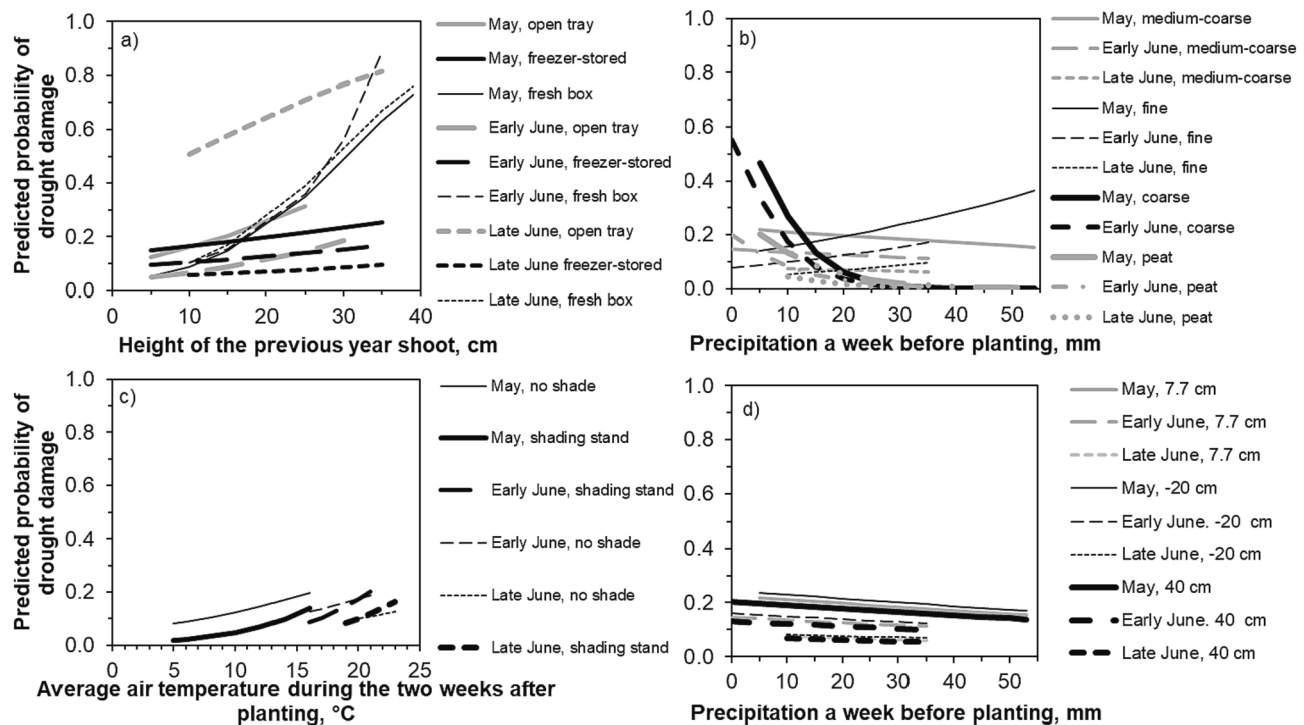 Predicted probability of
drought damage
1.0
0.8
0.6
0.4
0.2
0.0
a)
0
10
20
30
40
Height of the previous year shoot, cm
May, open tray
May, freezer-stored
May, fresh box
Early June, open tray
Early June, freezer-stored
Early June, fresh box
Late June, open tray
Late June freezer-stored
Late June, fresh box
1.0
0.8
0.6
0.4
0.2
0.0
b)
0
10
20
30
40
50
Precipitation a week before planting, mm
May, medium-coarse
Early June, medium-coarse
Late June, medium-coarse
May, fine
Early June, fine
Late June, fine
May, coarse
Early June, coarse
May, peat
Early June, peat
Late June, peat
Predicted probability of
drought damage
1.0
0.8
0.6
0.4
0.2
0.0
c)
0
5
10
15
20
25
Average air temperature during the two weeks after
planting, °C
May, no shade
May, shading stand
Early June, shading stand
Early June, no shade
Late June, no shade
Late June, shading stand
1.0
0.8
0.6
0.4
0.2
0.0
d)
0
10
20
30
40
50
Precipitation a week before planting, mm
May, 7.7 cm
Early June, 7.7 cm
Late June, 7.7 cm
May, -20 cm
Early June. -20 cm
Late June, -20 cm
May, 40 cm
Early June. 40 cm
Late June, 40 cm